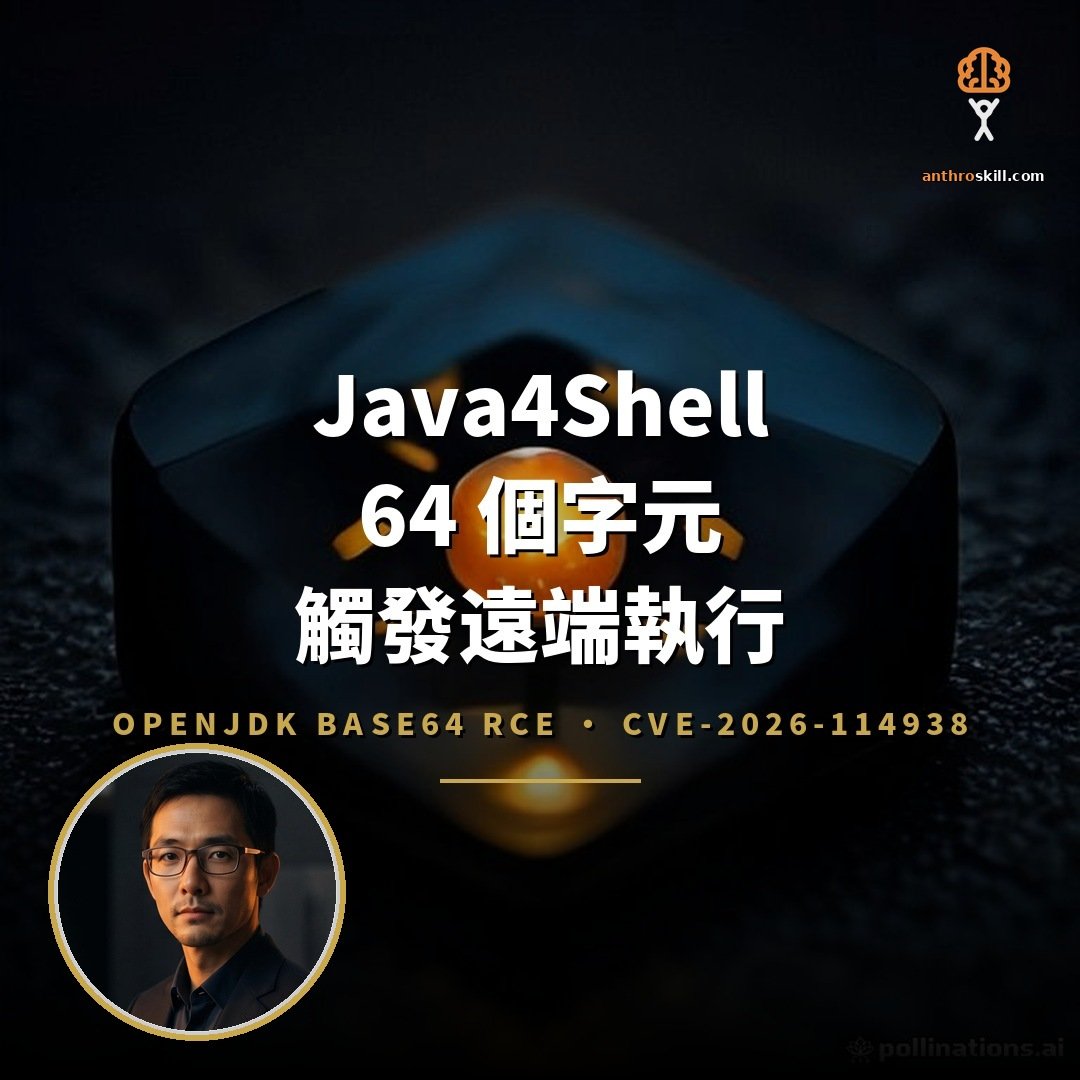 anthroskill.com
Java4Shell
64 個字元
觸發遠端執行
OPENJDK BASE64 RCE · CVE-2026-114938
pollinations.ai